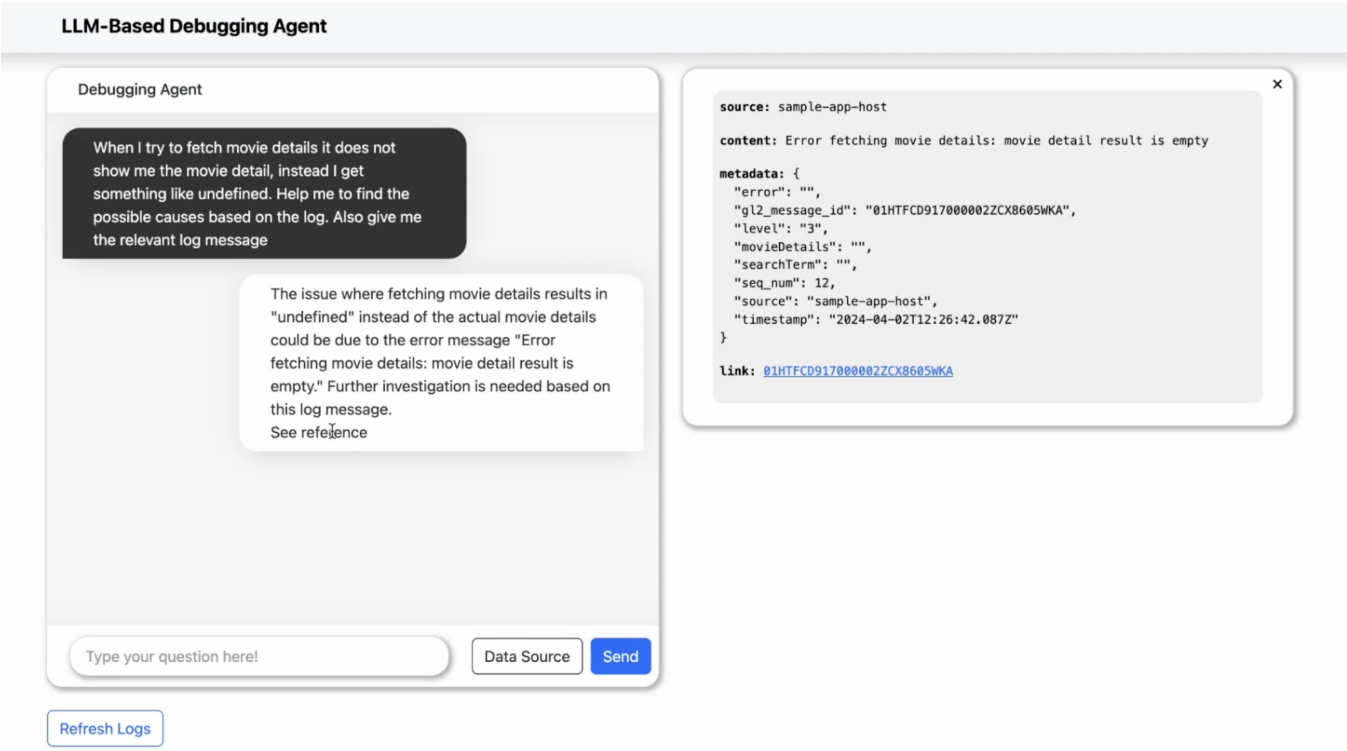 LLM-Based Debugging Agent
Debugging Agent
When I try to fetch movie details it does not
show me the movie detail, instead I get
something like undefined. Help me to find the
possible causes based on the log. Also give me
the relevant log message
The issue where fetching movie details results in
"undefined" instead of the actual movie details
could be due to the error message "Error
fetching movie details: movie detail result is
empty." Further investigation is needed based on
this log message.
See reference
Type your question here!
Data Source
Send
Refresh Logs
×
source: sample-app-host
content: Error fetching movie details: movie detail result is empty
metadata: {
"error": "",
"gl2_message_id": "01HTFCD917000002ZCX8605WKA",
"level": "3",
"movieDetails": "",
"searchTerm": "",
"seq_num": 12,
"source": "sample-app-host",
"timestamp": "2024-04-02T12:26:42.087Z"
}
link: 01HTFCD917000002ZCX8605WKA